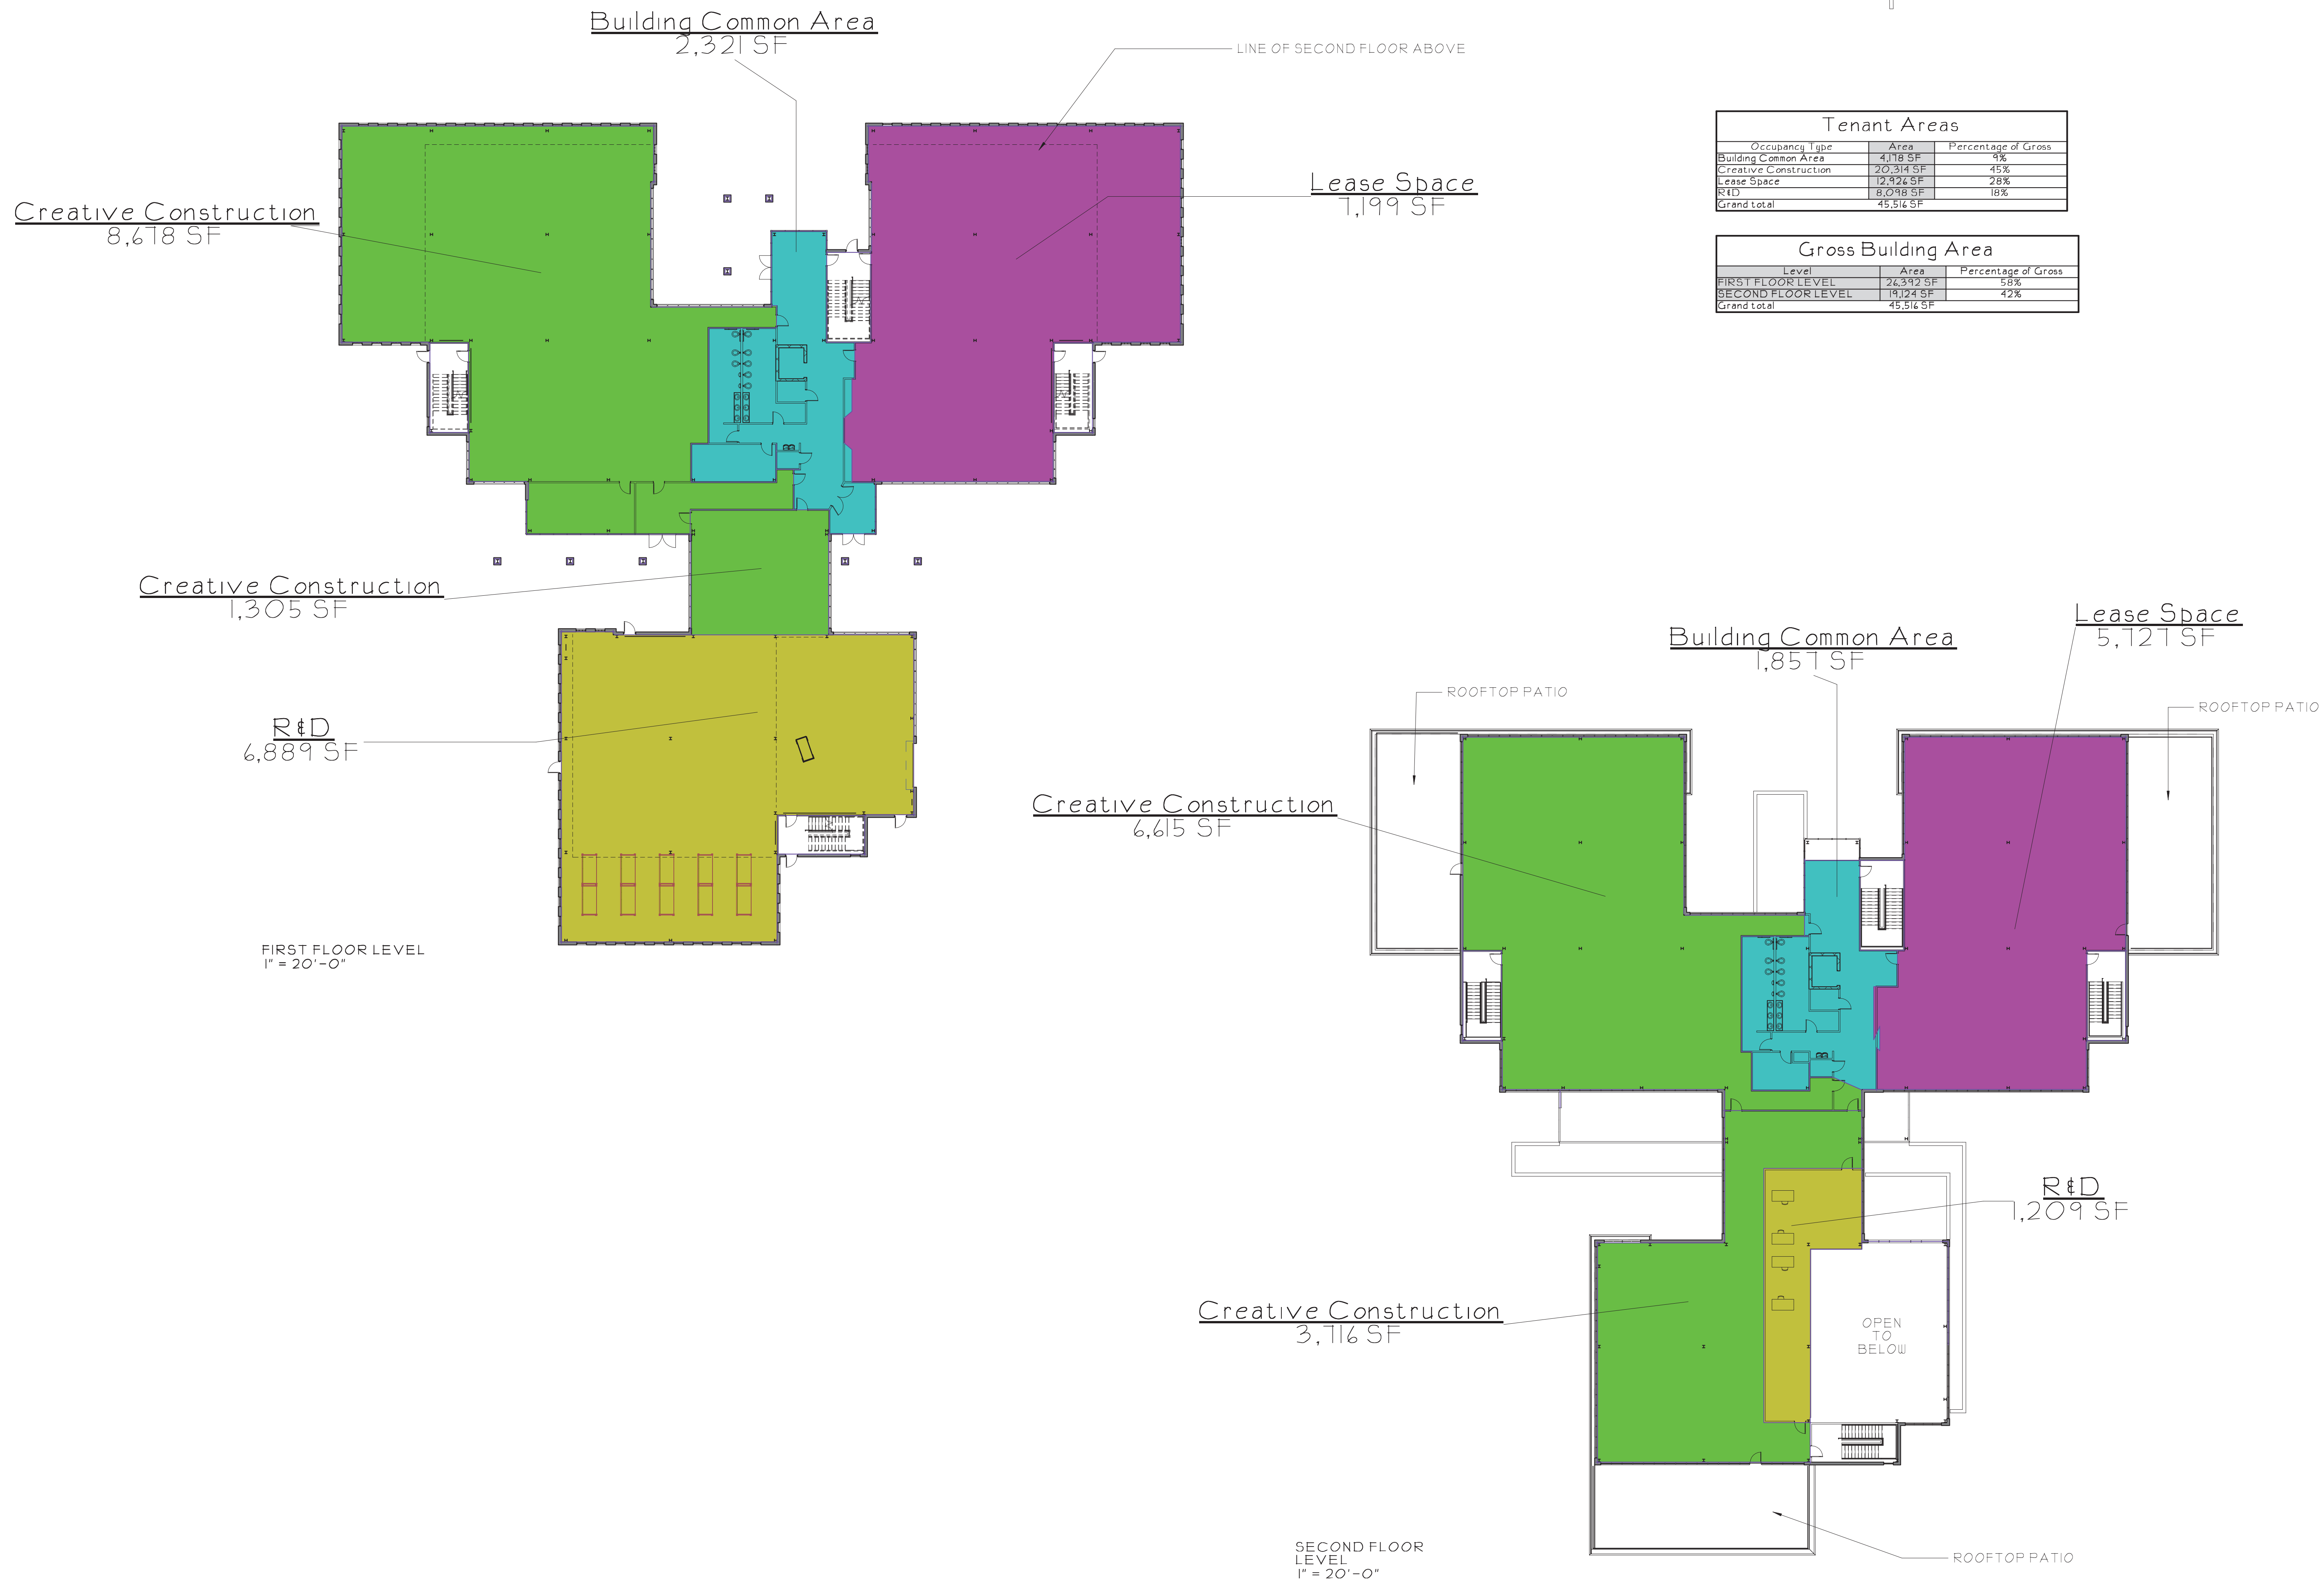 Building Common Area
2,321 SF
LINE OF SECOND FLOOR ABOVE
Creative Construction
8,678 SF
Lease Space
7,199 SF
Tenant Areas
Occupancy Type Area Percentage of Gross
Building Common Area 4,178 SF 9%
Creative Construction 20,314 SF 45%
Lease Space 12,926 SF 28%
R&D 8,098 SF 18%
Grand total 45,516 SF
Gross Building Area
Level Area Percentage of Gross
FIRST FLOOR LEVEL 26,392 SF 58%
SECOND FLOOR LEVEL 19,124 SF 42%
Grand total 45,516 SF
Creative Construction
1,305 SF
R&D
6,889 SF
FIRST FLOOR LEVEL
1" = 20'-0"
Building Common Area
1,857 SF
Lease Space
5,727 SF
ROOFTOP PATIO
ROOFTOP PATIO
Creative Construction
6,615 SF
R&D
1,209 SF
Creative Construction
3,716 SF
OPEN
TO
BELOW
SECOND FLOOR
LEVEL
1" = 20'-0"
ROOFTOP PATIO